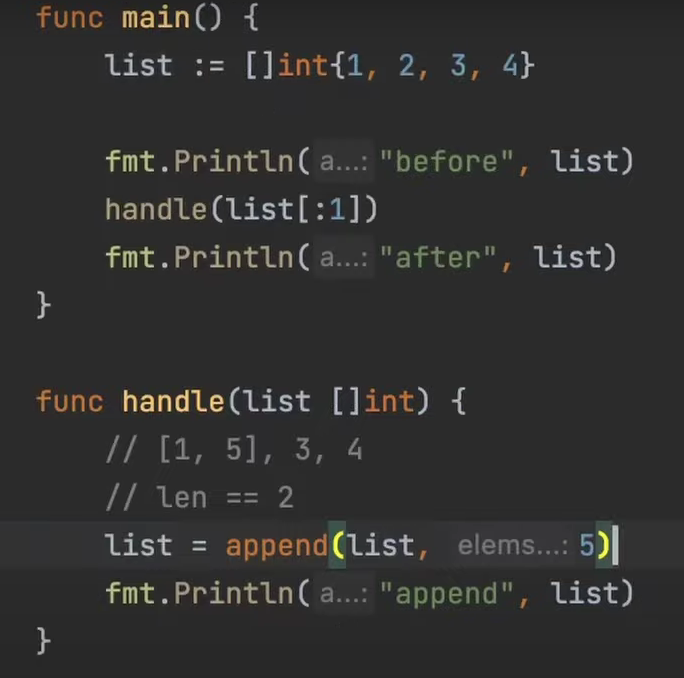 func main() {
    list := []int{1, 2, 3, 4}
    fmt.Println( a...: "before", list)
    handle(list[:1])
    fmt.Println( a...: "after", list)
}
func handle(list []int) {
    // [1, 5], 3, 4
    // len == 2
    list = append(list, elems...: 5)
    fmt.Println( a...: "append", list)
}